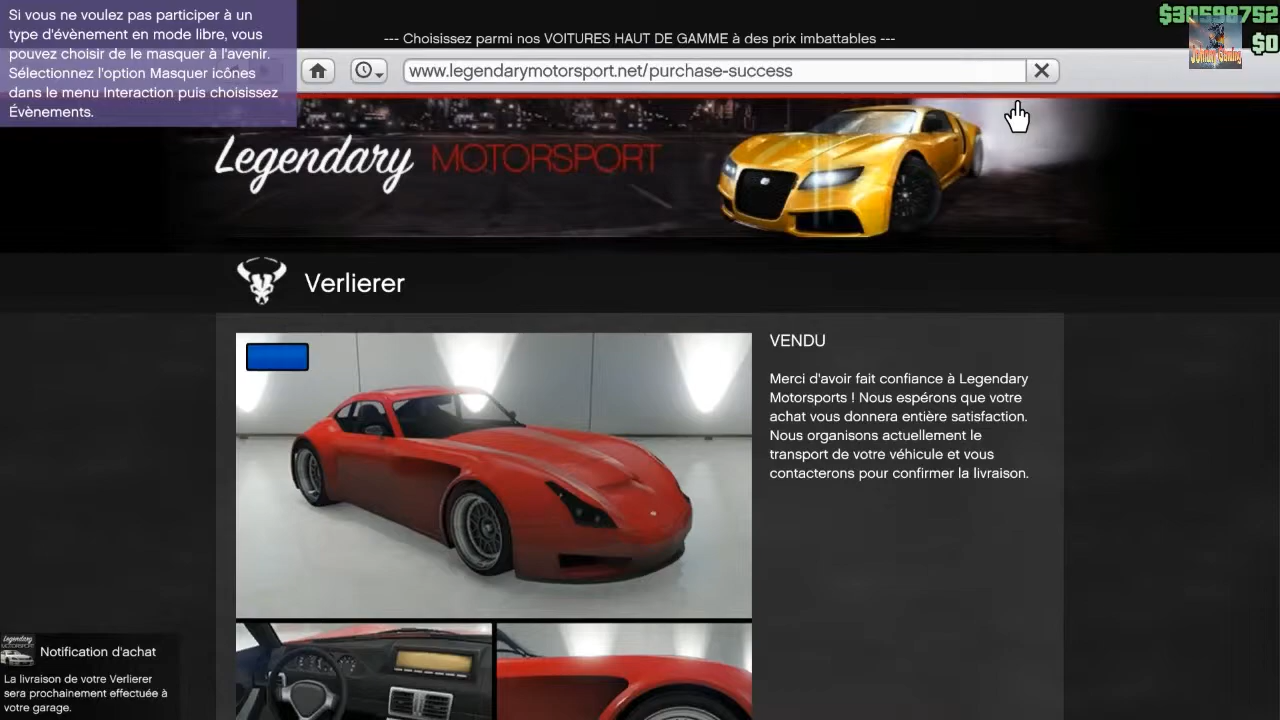 Si vous ne voulez pas participer à un
type d'évènement en mode libre, vous
pouvez choisir de le masquer à l'avenir.
Sélectionnez l'option Masquer icônes
dans le menu Interaction puis choisissez
Évènements.
--- Choisissez parmi nos VOITURES HAUT DE GAMME à des prix imbattables ---
$30598752
$0
www.legendarymotorsport.net/purchase-success
Legendary MOTORSPORT
Verlierer
VENDU
Merci d'avoir fait confiance à Legendary
Motorsports ! Nous espérons que votre
achat vous donnera entière satisfaction.
Nous organisons actuellement le
transport de votre véhicule et vous
contacterons pour confirmer la livraison.
Legendary
MOTORSPORT
Notification d'achat
La livraison de votre Verlierer
sera prochainement effectuée à
votre garage.